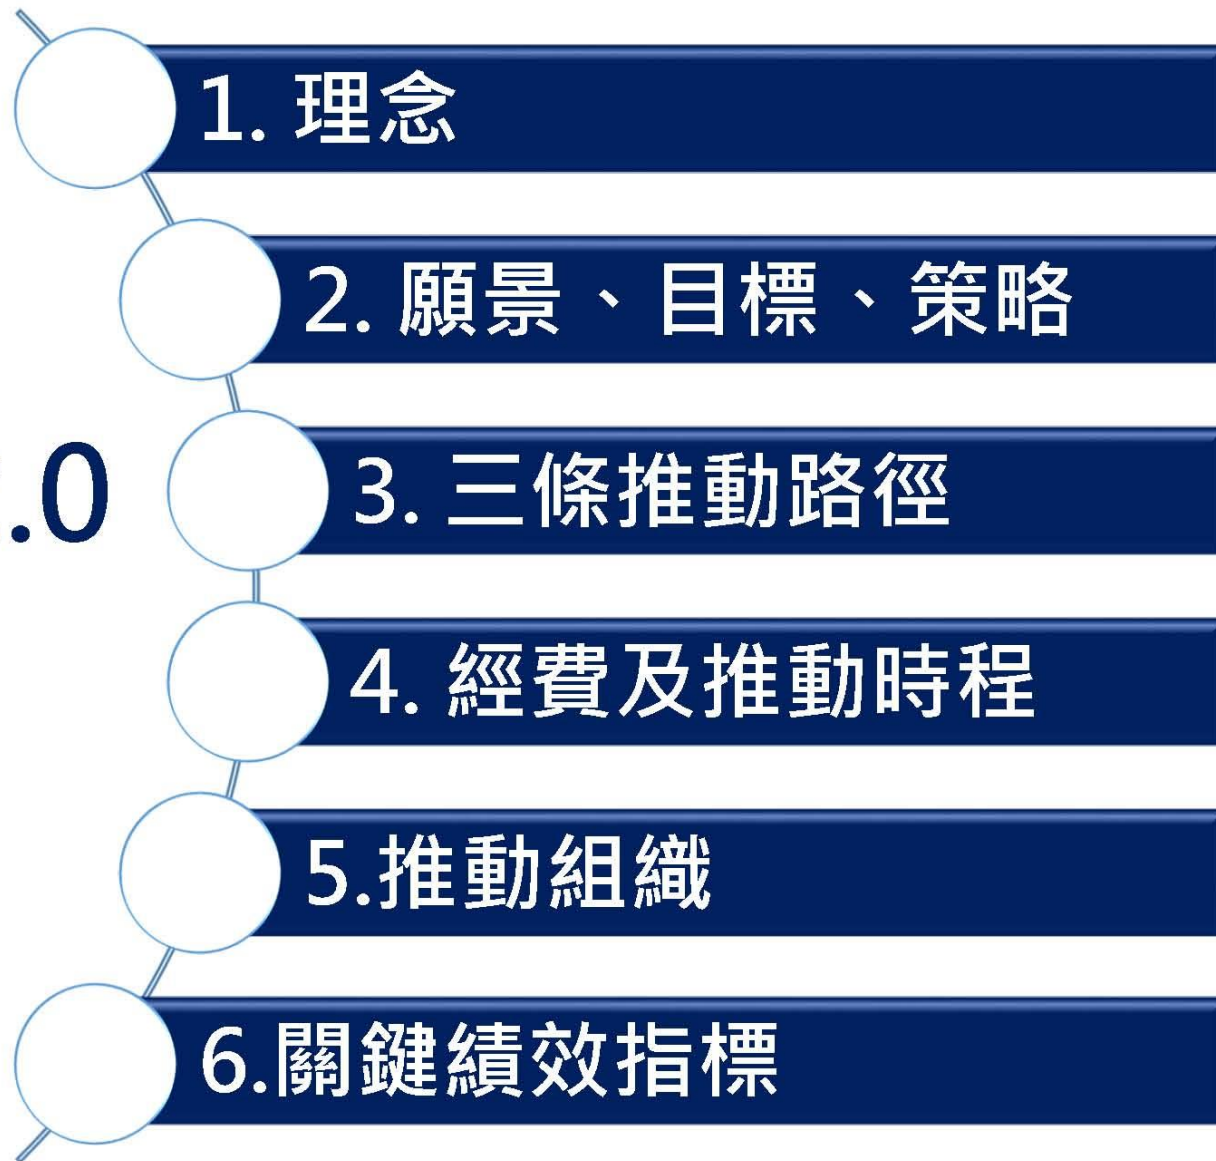 1. 理念
2. 願景、目標、策略
.0
3. 三條推動路徑
4. 經費及推動時程
5.推動組織
6.關鍵績效指標